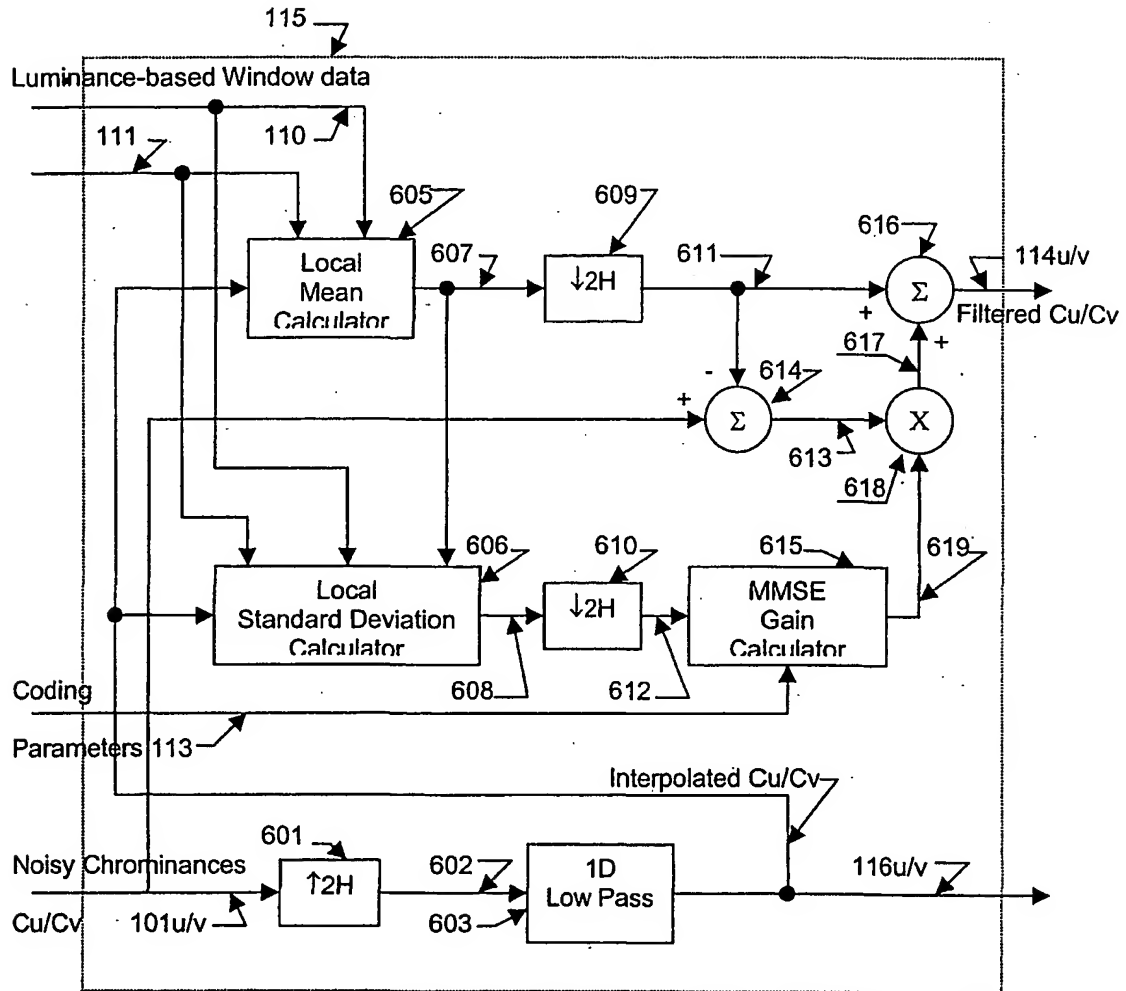 115
Luminance-based Window data
110
111
605
609
616
Local
Mean
Calculator
607
↓2H
611
Σ
114u/v
+
Filtered Cu/Cv
617
+
-
614
+
Σ
X
613
618
606
610
615
619
Local
Standard Deviation
Calculator
↓2H
MMSE
Gain
Calculator
608
612
Coding
Parameters 113
Interpolated Cu/Cv
601
Noisy Chrominances
↑2H
602
1D
Low Pass
116u/v
Cu/Cv
101u/v
603